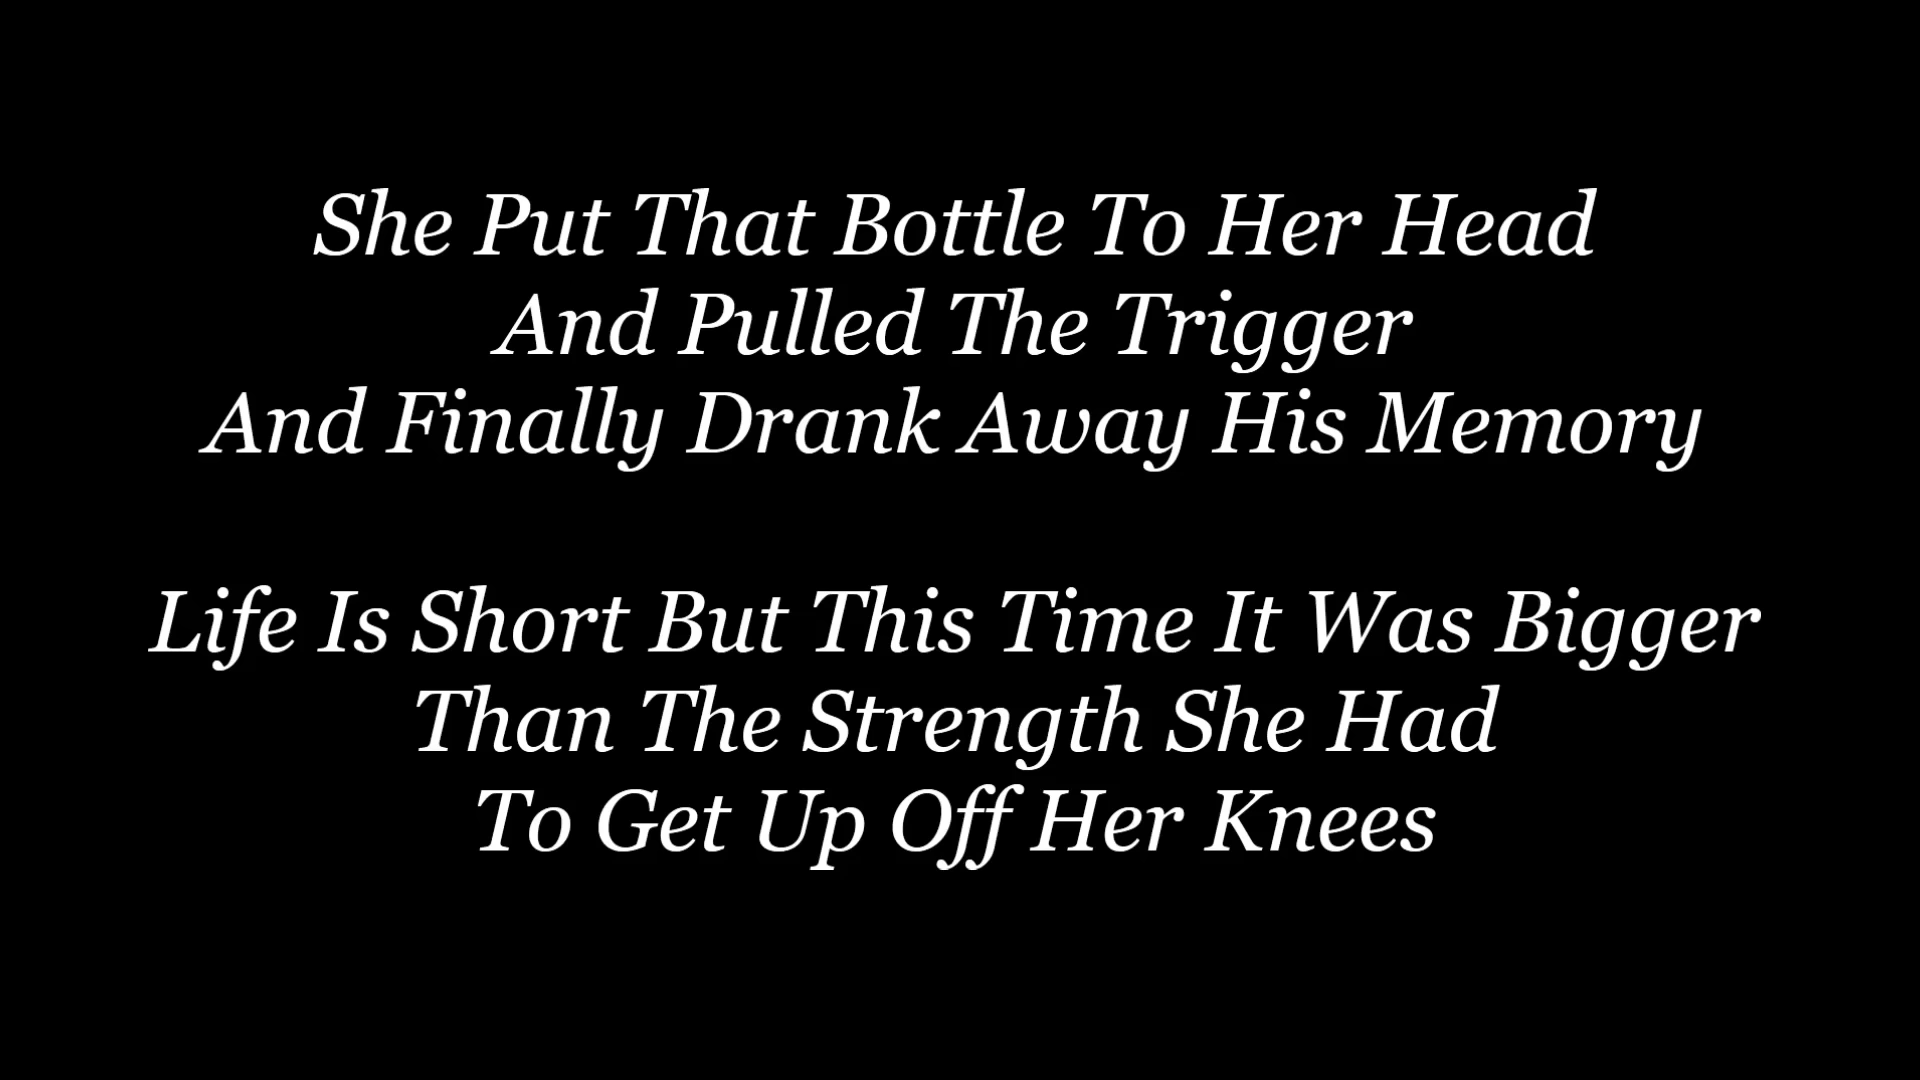 She Put That Bottle To Her Head
And Pulled The Trigger
And Finally Drank Away His Memory
Life Is Short But This Time It Was Bigger
Than The Strength She Had
To Get Up Off Her Knees